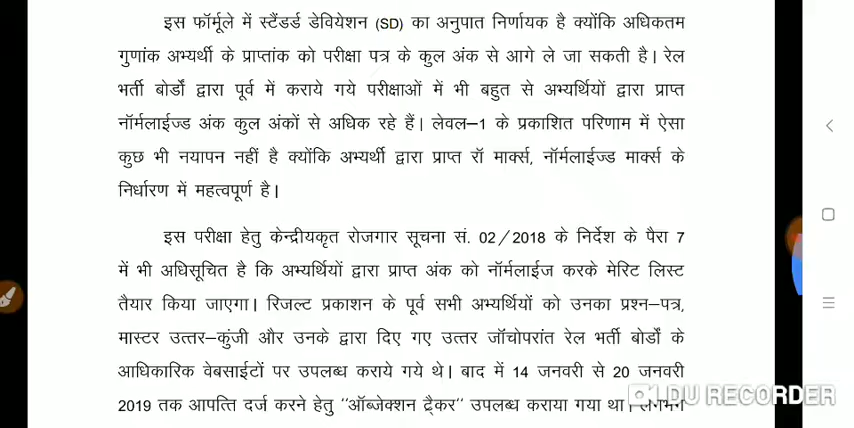 इस फॉर्मूले में स्टैंडर्ड डेवियेशन (SD) का अनुपात निर्णायक है क्योंकि अधिकतम
गुणांक अभ्यर्थी के प्राप्तांक को परीक्षा पत्र के कुल अंक से आगे ले जा सकती है। रेल
भर्ती बोर्डों द्वारा पूर्व में कराये गये परीक्षाओं में भी बहुत से अभ्यर्थियों द्वारा प्राप्त
नॉर्मलाईज्ड अंक कुल अंकों से अधिक रहे हैं। लेवल–1 के प्रकाशित परिणाम में ऐसा
कुछ भी नयापन नहीं है क्योंकि अभ्यर्थी द्वारा प्राप्त रॉ मार्क्स, नॉर्मलाईज्ड मार्क्स के
निर्धारण में महत्वपूर्ण है।
इस परीक्षा हेतु केन्द्रीयकृत रोजगार सूचना सं. 02/2018 के निर्देश के पैरा 7
में भी अधिसूचित है कि अभ्यर्थियों द्वारा प्राप्त अंक को नॉर्मलाईज करके मेरिट लिस्ट
तैयार किया जाएगा। रिजल्ट प्रकाशन के पूर्व सभी अभ्यर्थियों को उनका प्रश्न–पत्र,
मास्टर उत्तर–कुंजी और उनके द्वारा दिए गए उत्तर जॉचोपरांत रेल भर्ती बोर्डों के
आधिकारिक वेबसाईटों पर उपलब्ध कराये गये थे। बाद में 14 जनवरी से 20 जनवरी
2019 तक आपत्ति दर्ज करने हेतु "ऑब्जेक्शन ट्रैकर" उपलब्ध कराया गया था। लगभग
DU RECORDER